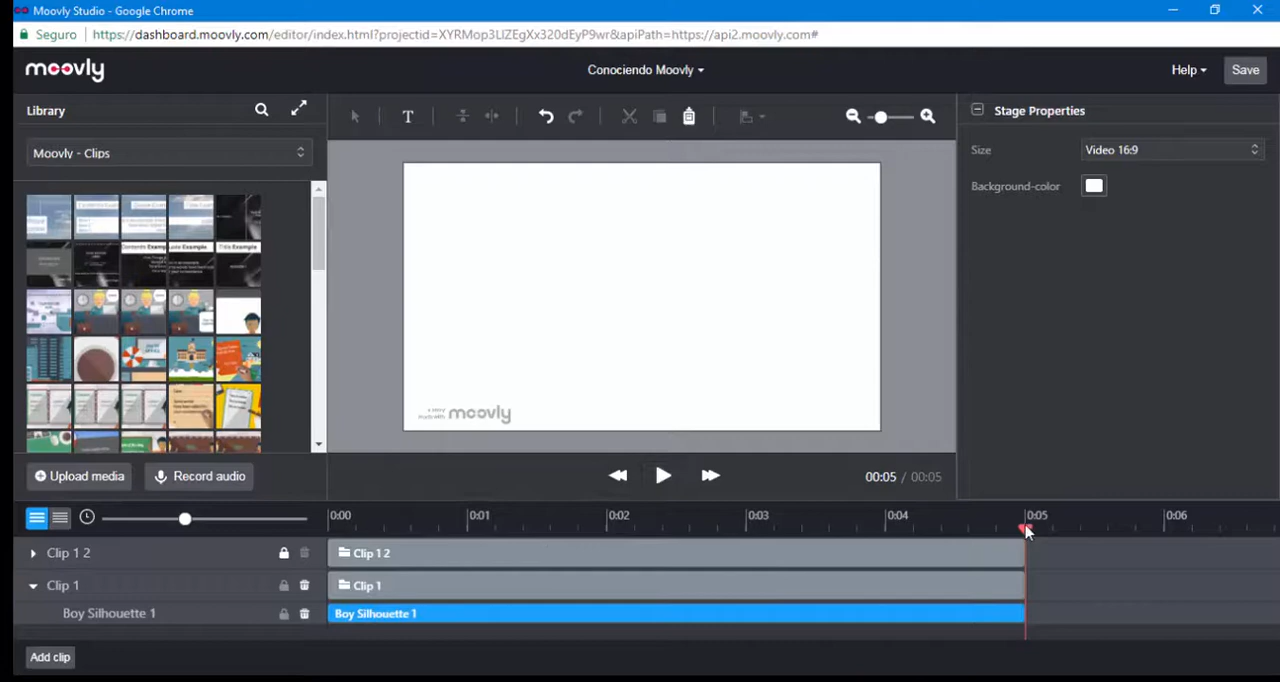 Moovly Studio - Google Chrome
Seguro
https://dashboard.moovly.com/editor/index.html?projectid=XYRMop3LlZEgXx320dEyP9wr&apiPath=https://api2.moovly.com#
moovly
Conociendo Moovly
Help
Save
Library
T
Stage Properties
Moovly - Clips
Size
Video 16:9
Background-color
Contents Example
Title Example
moovly
Upload media
Record audio
00:05 / 00:05
0:00
0:01
0:02
0:03
0:04
0:05
0:06
Clip 1 2
Clip 1 2
Clip 1
Clip 1
Boy Silhouette 1
Boy Silhouette 1
Add clip